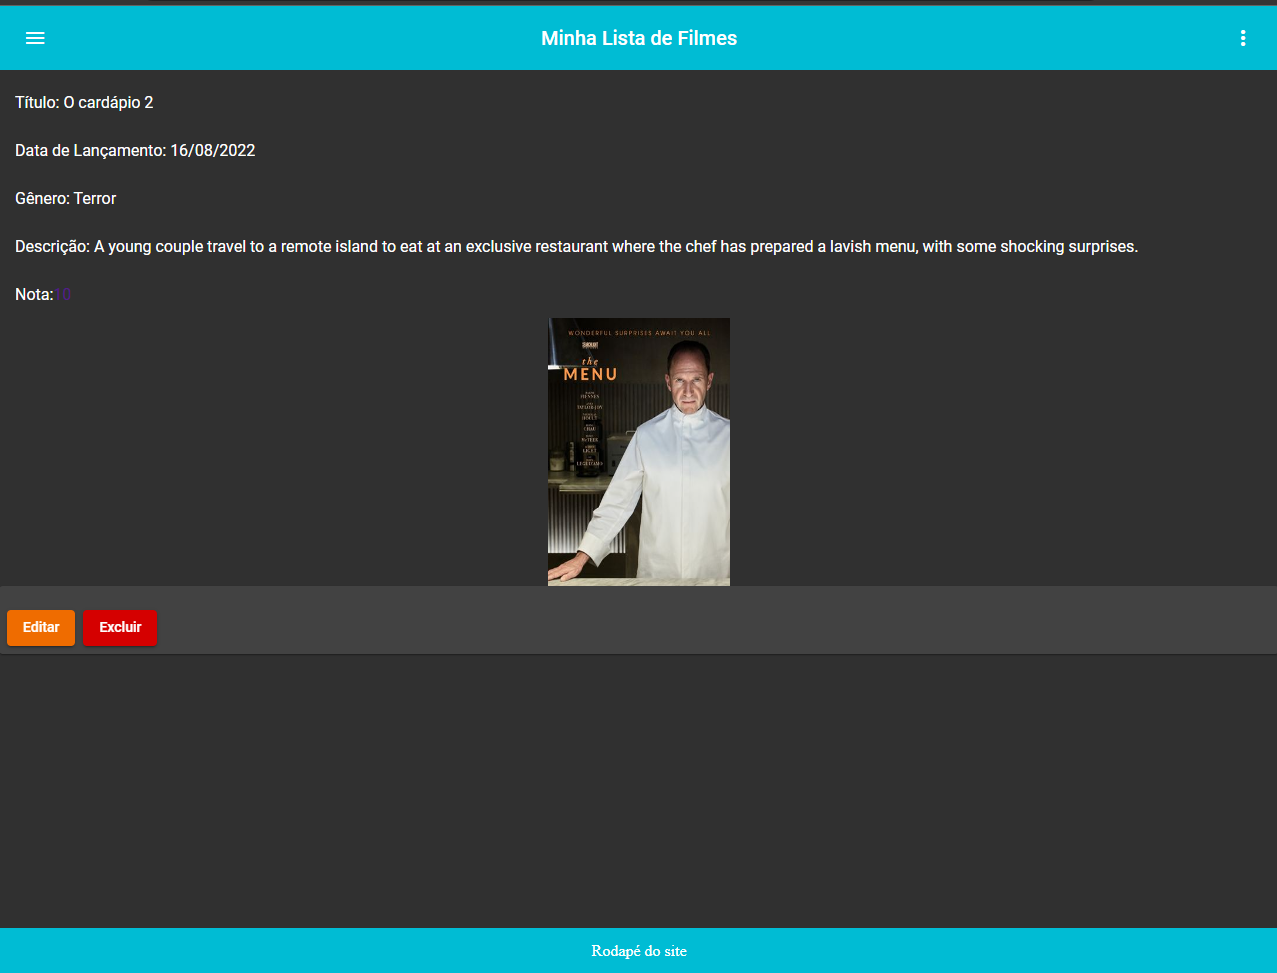 Minha Lista de Filmes
Título: O cardápio 2
Data de Lançamento: 16/08/2022
Gênero: Terror
Descrição: A young couple travel to a remote island to eat at an exclusive restaurant where the chef has prepared a lavish menu, with some shocking surprises.
Nota:10
WONDERFUL SURPRISES AWAIT YOU ALL
the
MENU
Editar
Excluir
Rodapé do site